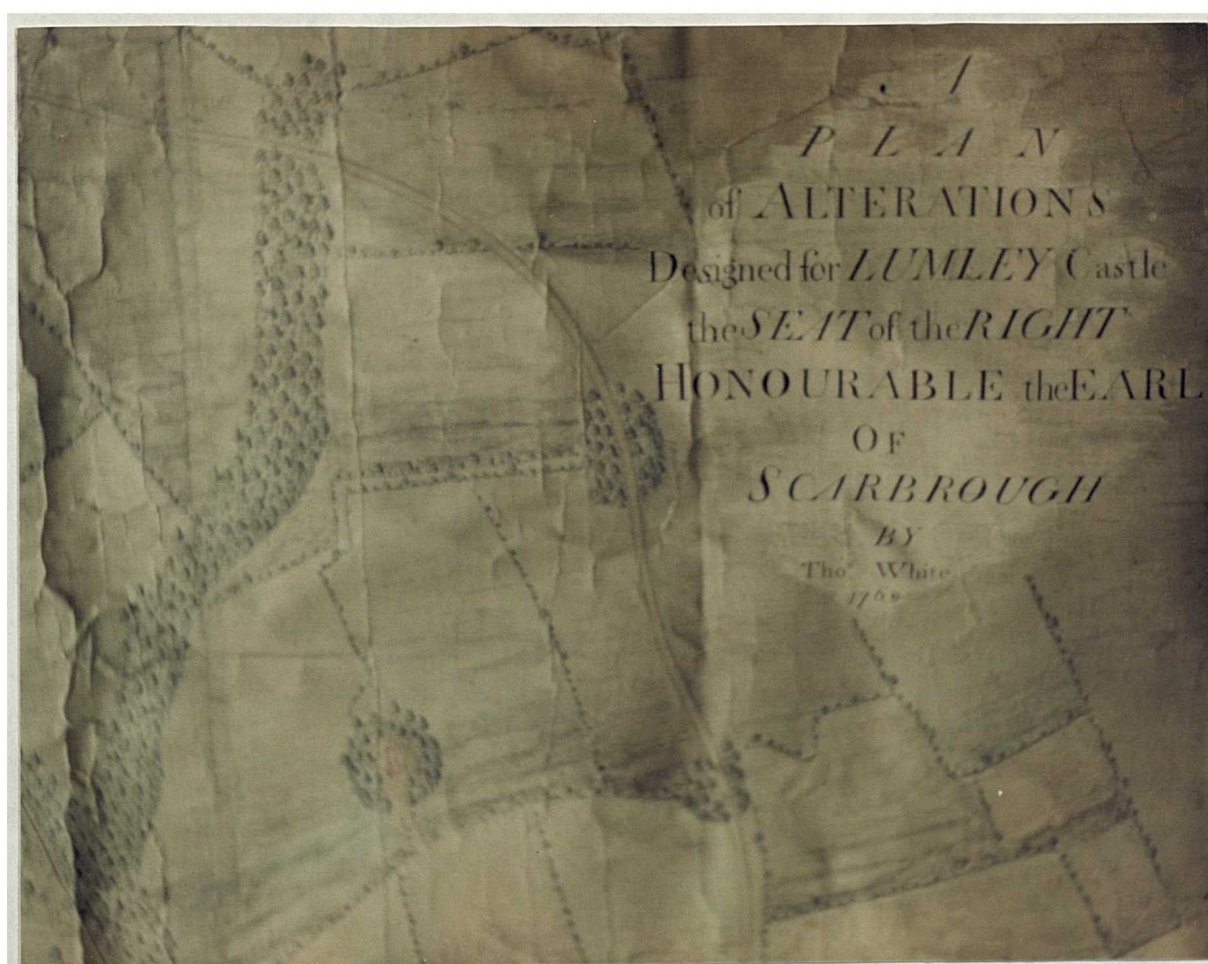 A
PLAN
of ALTERATIONS
Designed for LUMLEY Castle
the SEAT of the RIGHT
HONOURABLE the EARL
OF
SCARBROUGH
BY
Thos. White